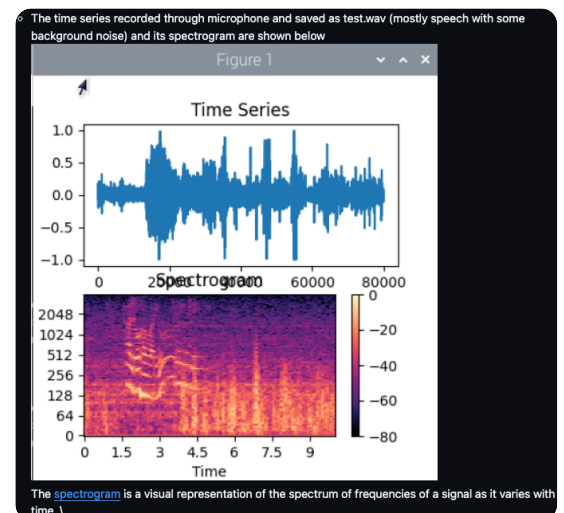 The time series recorded through microphone and saved as test.wav (mostly speech with some
background noise) and its spectrogram are shown below
Figure 1
Time Series
1.0
0.5
0.0
−0.5
−1.0
0 20000 40000 60000 80000
Spectrogram
2048
1024
512
256
128
64
0
0 1.5 3 4.5 6 7.5 9
Time
0
−20
−40
−60
−80
The spectrogram is a visual representation of the spectrum of frequencies of a signal as it varies with
time. \